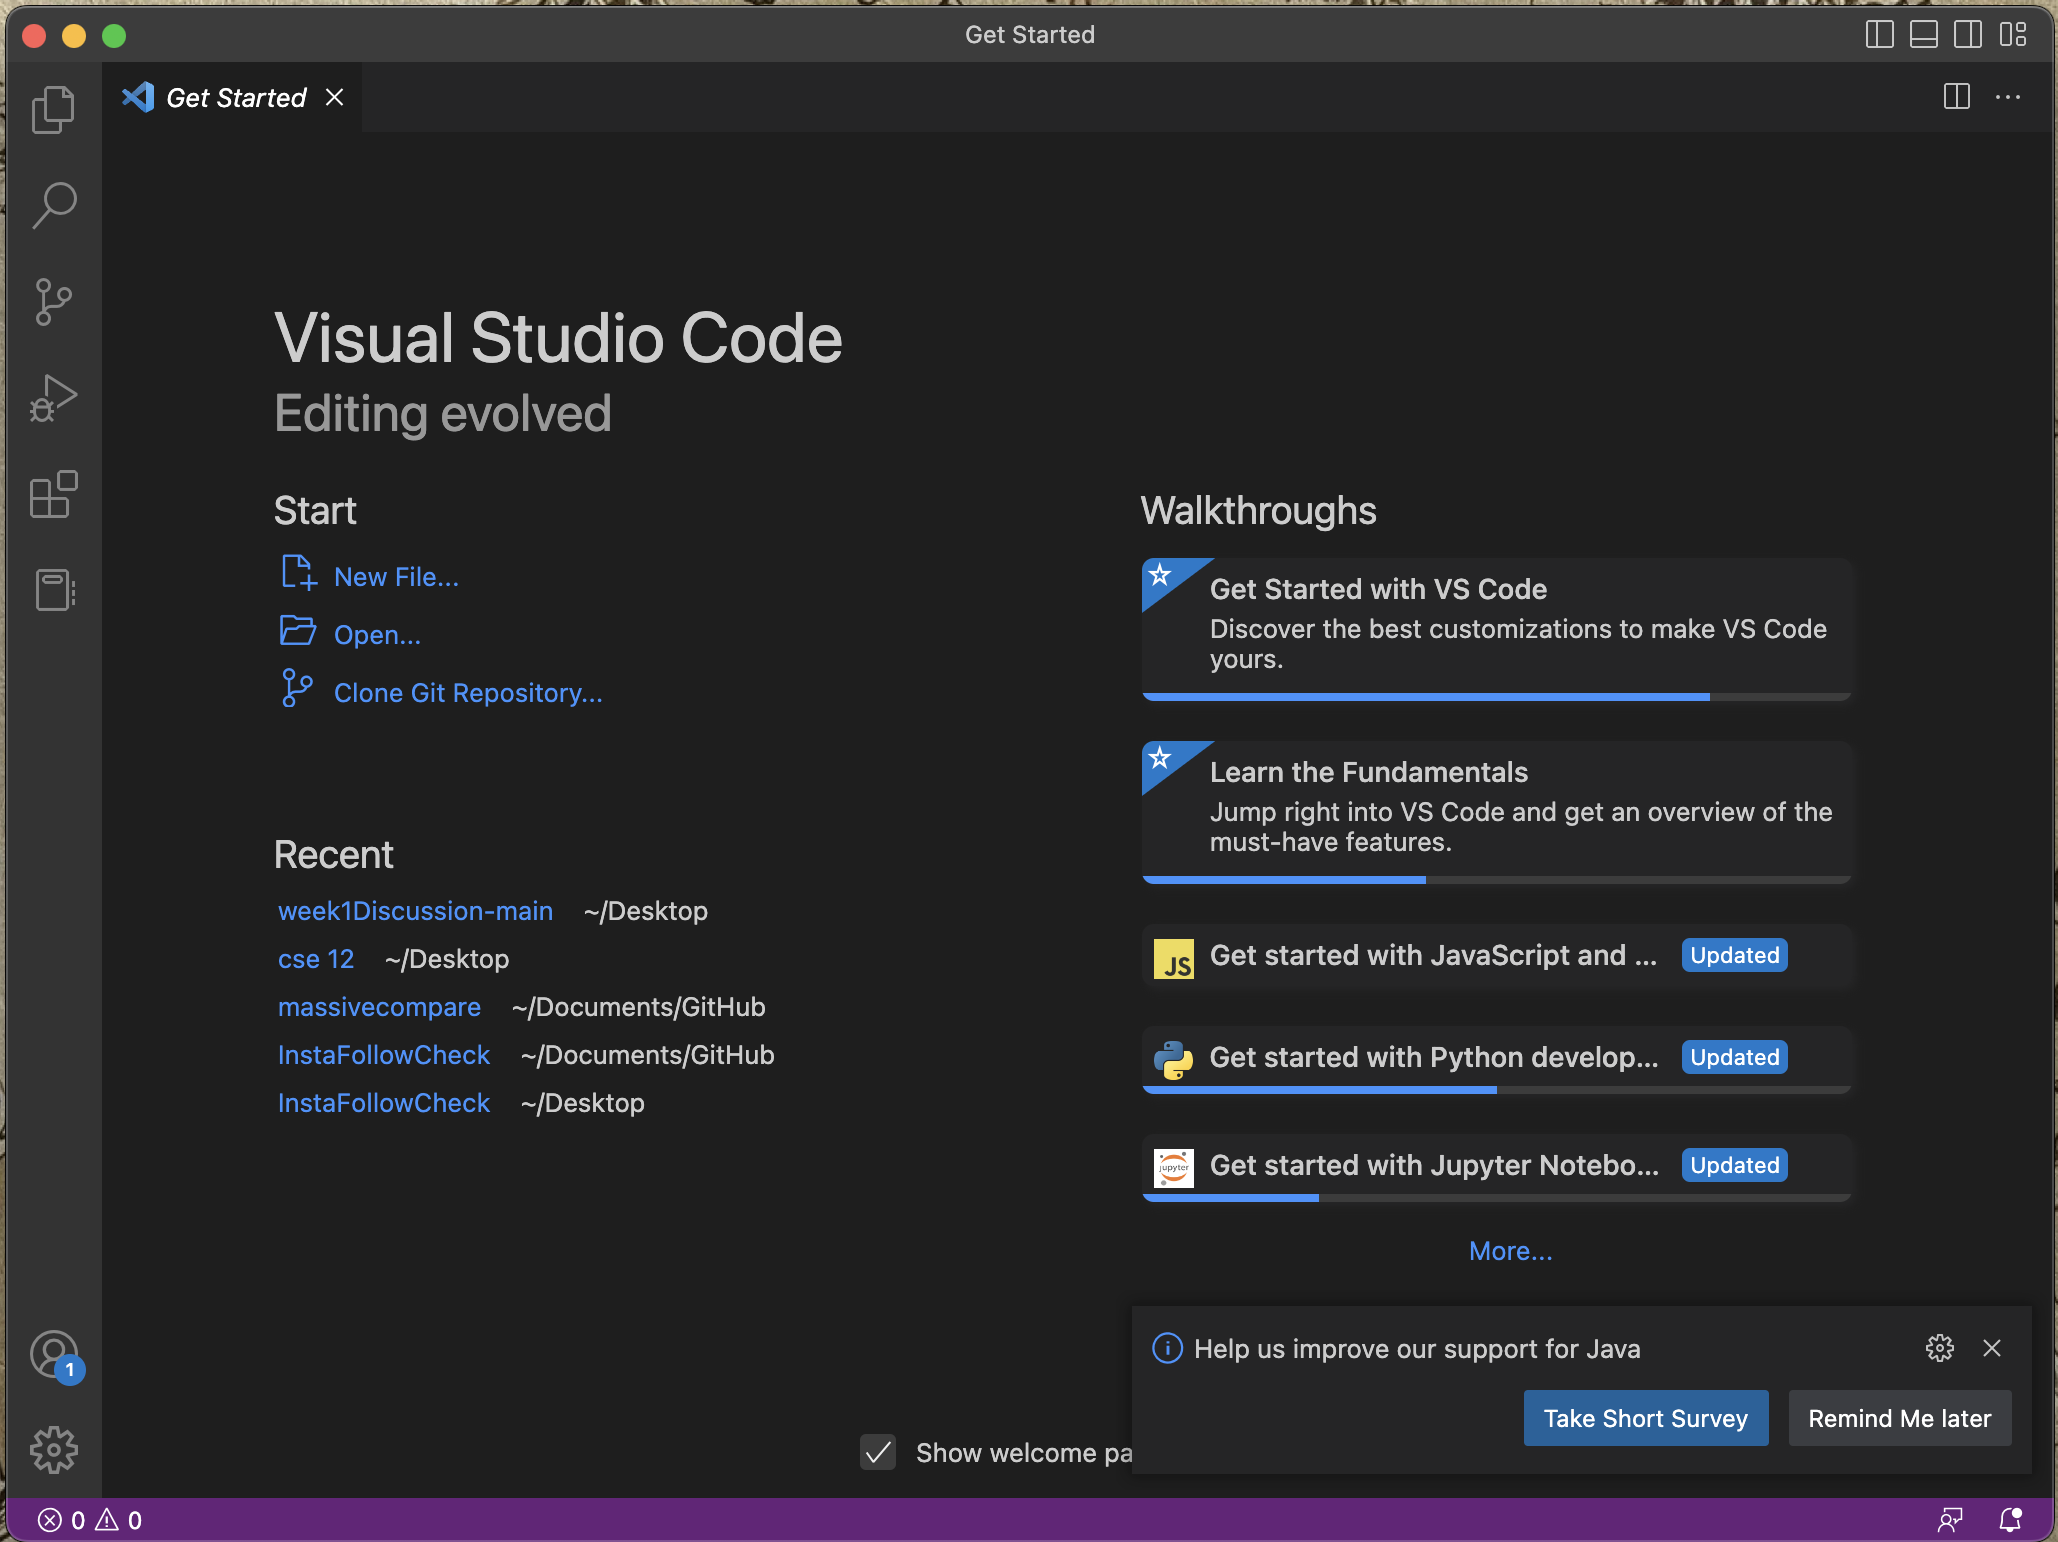 Get Started
Get Started
Visual Studio Code
Editing evolved
Start
New File...
Open...
Clone Git Repository...
Recent
week1Discussion-main ~/Desktop
cse 12 ~/Desktop
massivecompare ~/Documents/GitHub
InstaFollowCheck ~/Documents/GitHub
InstaFollowCheck ~/Desktop
Walkthroughs
Get Started with VS Code
Discover the best customizations to make VS Code
yours.
Learn the Fundamentals
Jump right into VS Code and get an overview of the
must-have features.
JS Get started with JavaScript and ... Updated
Get started with Python develop... Updated
jupyter Get started with Jupyter Notebo... Updated
More...
Help us improve our support for Java
Take Short Survey Remind Me later
Show welcome pa
1
0 0